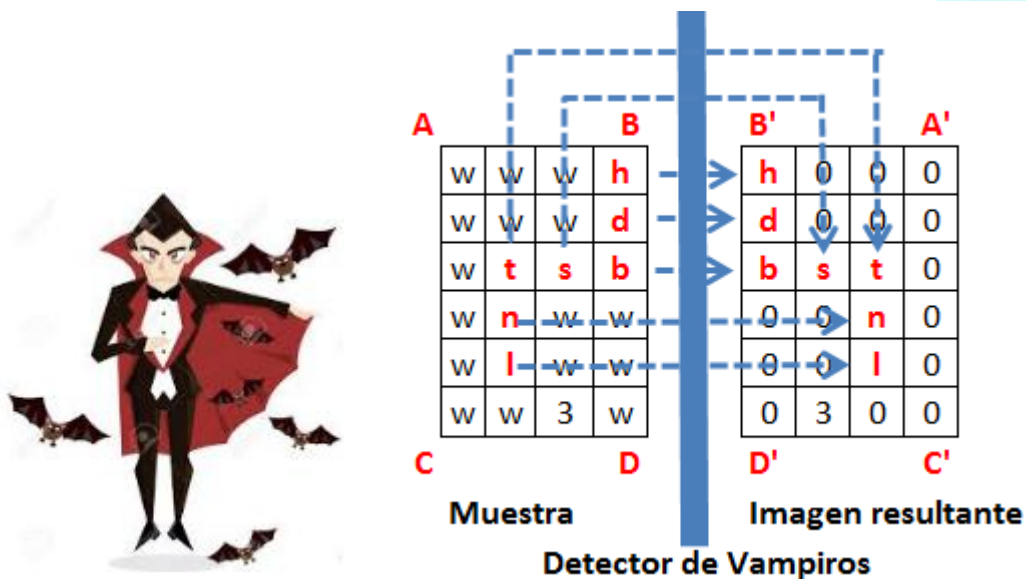 A B B' A'
w w w h h 0 0 0
w w w d d 0 0 0
w t s b b s t 0
w n w w 0 0 n 0
w l w w 0 0 l 0
w w 3 w 0 3 0 0
C D D' C'
Muestra Imagen resultante
Detector de Vampiros